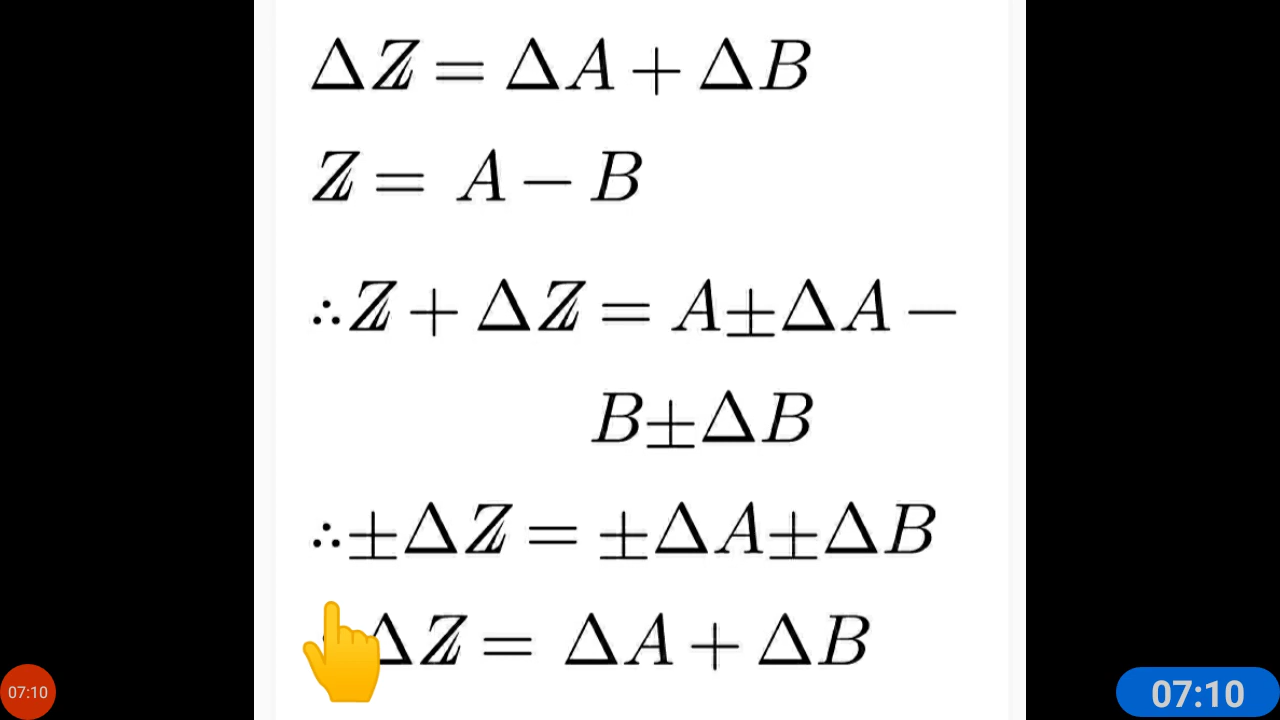 ΔZ = ΔA + ΔB
Z = A − B
∴Z + ΔZ = A±ΔA −
B±ΔB
∴±ΔZ = ±ΔA±ΔB
ΔZ = ΔA + ΔB
07:10
07:10